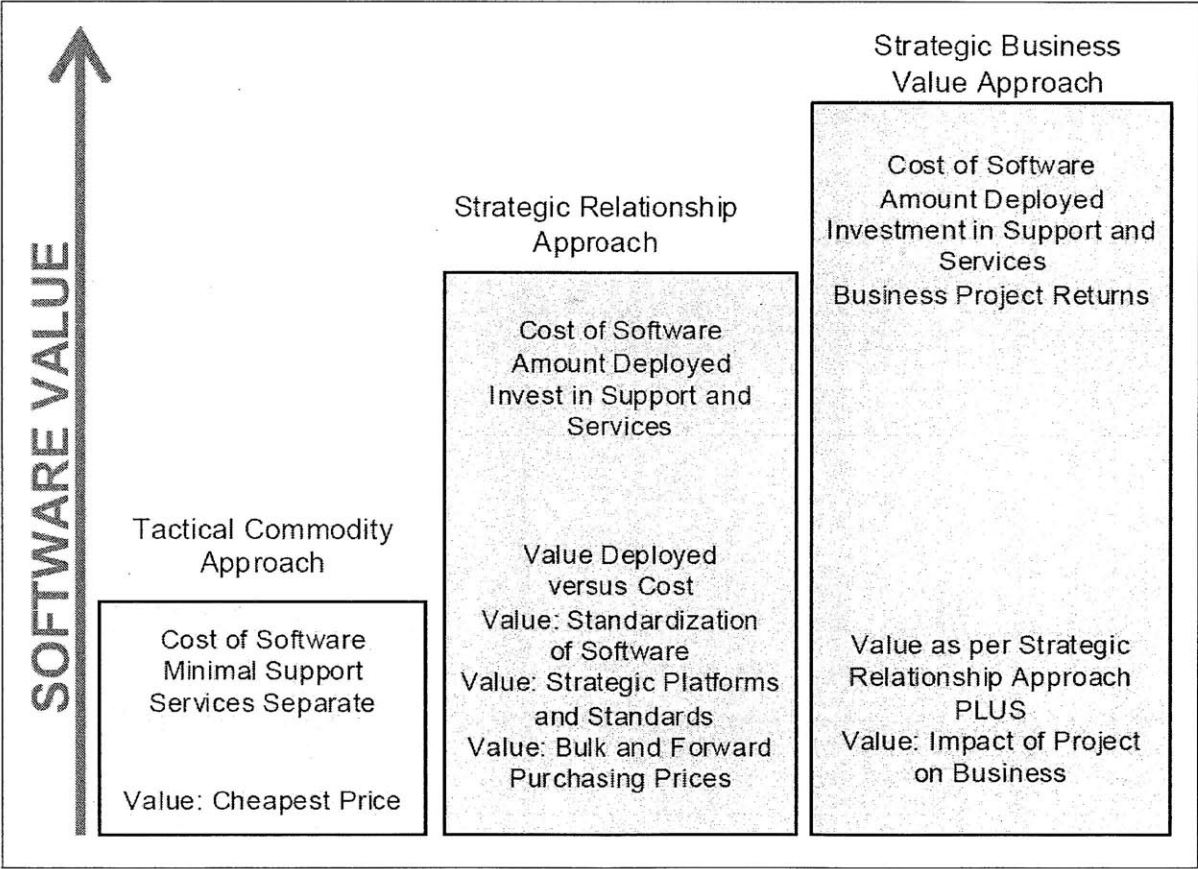 SOFTWARE VALUE
Tactical Commodity
Approach
Cost of Software
Minimal Support
Services Separate
Value: Cheapest Price
Strategic Relationship
Approach
Cost of Software
Amount Deployed
Invest in Support and
Services
Value Deployed
versus Cost
Value: Standardization
of Software
Value: Strategic Platforms
and Standards
Value: Bulk and Forward
Purchasing Prices
Strategic Business
Value Approach
Cost of Software
Amount Deployed
Investment in Support and
Services
Business Project Returns
Value as per Strategic
Relationship Approach
PLUS
Value: Impact of Project
on Business